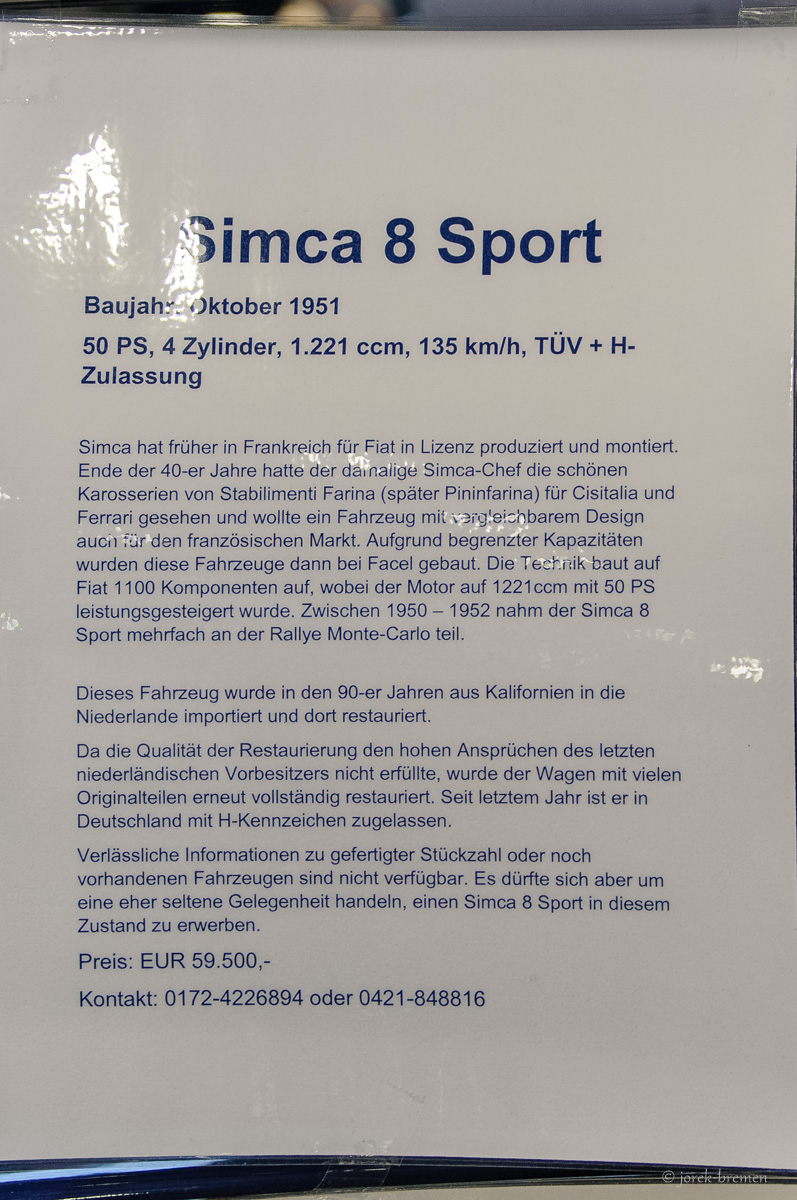 Simca 8 Sport
Baujahr: Oktober 1951
50 PS, 4 Zylinder, 1.221 ccm, 135 km/h, TÜV + H-
Zulassung
Simca hat früher in Frankreich für Fiat in Lizenz produziert und montiert.
Ende der 40-er Jahre hatte der damalige Simca-Chef die schönen
Karosserien von Stabilimenti Farina (später Pininfarina) für Cisitalia und
Ferrari gesehen und wollte ein Fahrzeug mit vergleichbarem Design
auch für den französischen Markt. Aufgrund begrenzter Kapazitäten
wurden diese Fahrzeuge dann bei Facel gebaut. Die Technik baut auf
Fiat 1100 Komponenten auf, wobei der Motor auf 1221ccm mit 50 PS
leistungsgesteigert wurde. Zwischen 1950 – 1952 nahm der Simca 8
Sport mehrfach an der Rallye Monte-Carlo teil.
Dieses Fahrzeug wurde in den 90-er Jahren aus Kalifornien in die
Niederlande importiert und dort restauriert.
Da die Qualität der Restaurierung den hohen Ansprüchen des letzten
niederländischen Vorbesitzers nicht erfüllte, wurde der Wagen mit vielen
Originalteilen erneut vollständig restauriert. Seit letztem Jahr ist er in
Deutschland mit H-Kennzeichen zugelassen.
Verlässliche Informationen zu gefertigter Stückzahl oder noch
vorhandenen Fahrzeugen sind nicht verfügbar. Es dürfte sich aber um
eine eher seltene Gelegenheit handeln, einen Simca 8 Sport in diesem
Zustand zu erwerben.
Preis: EUR 59.500,-
Kontakt: 0172-4226894 oder 0421-848816
© jorek-bremen